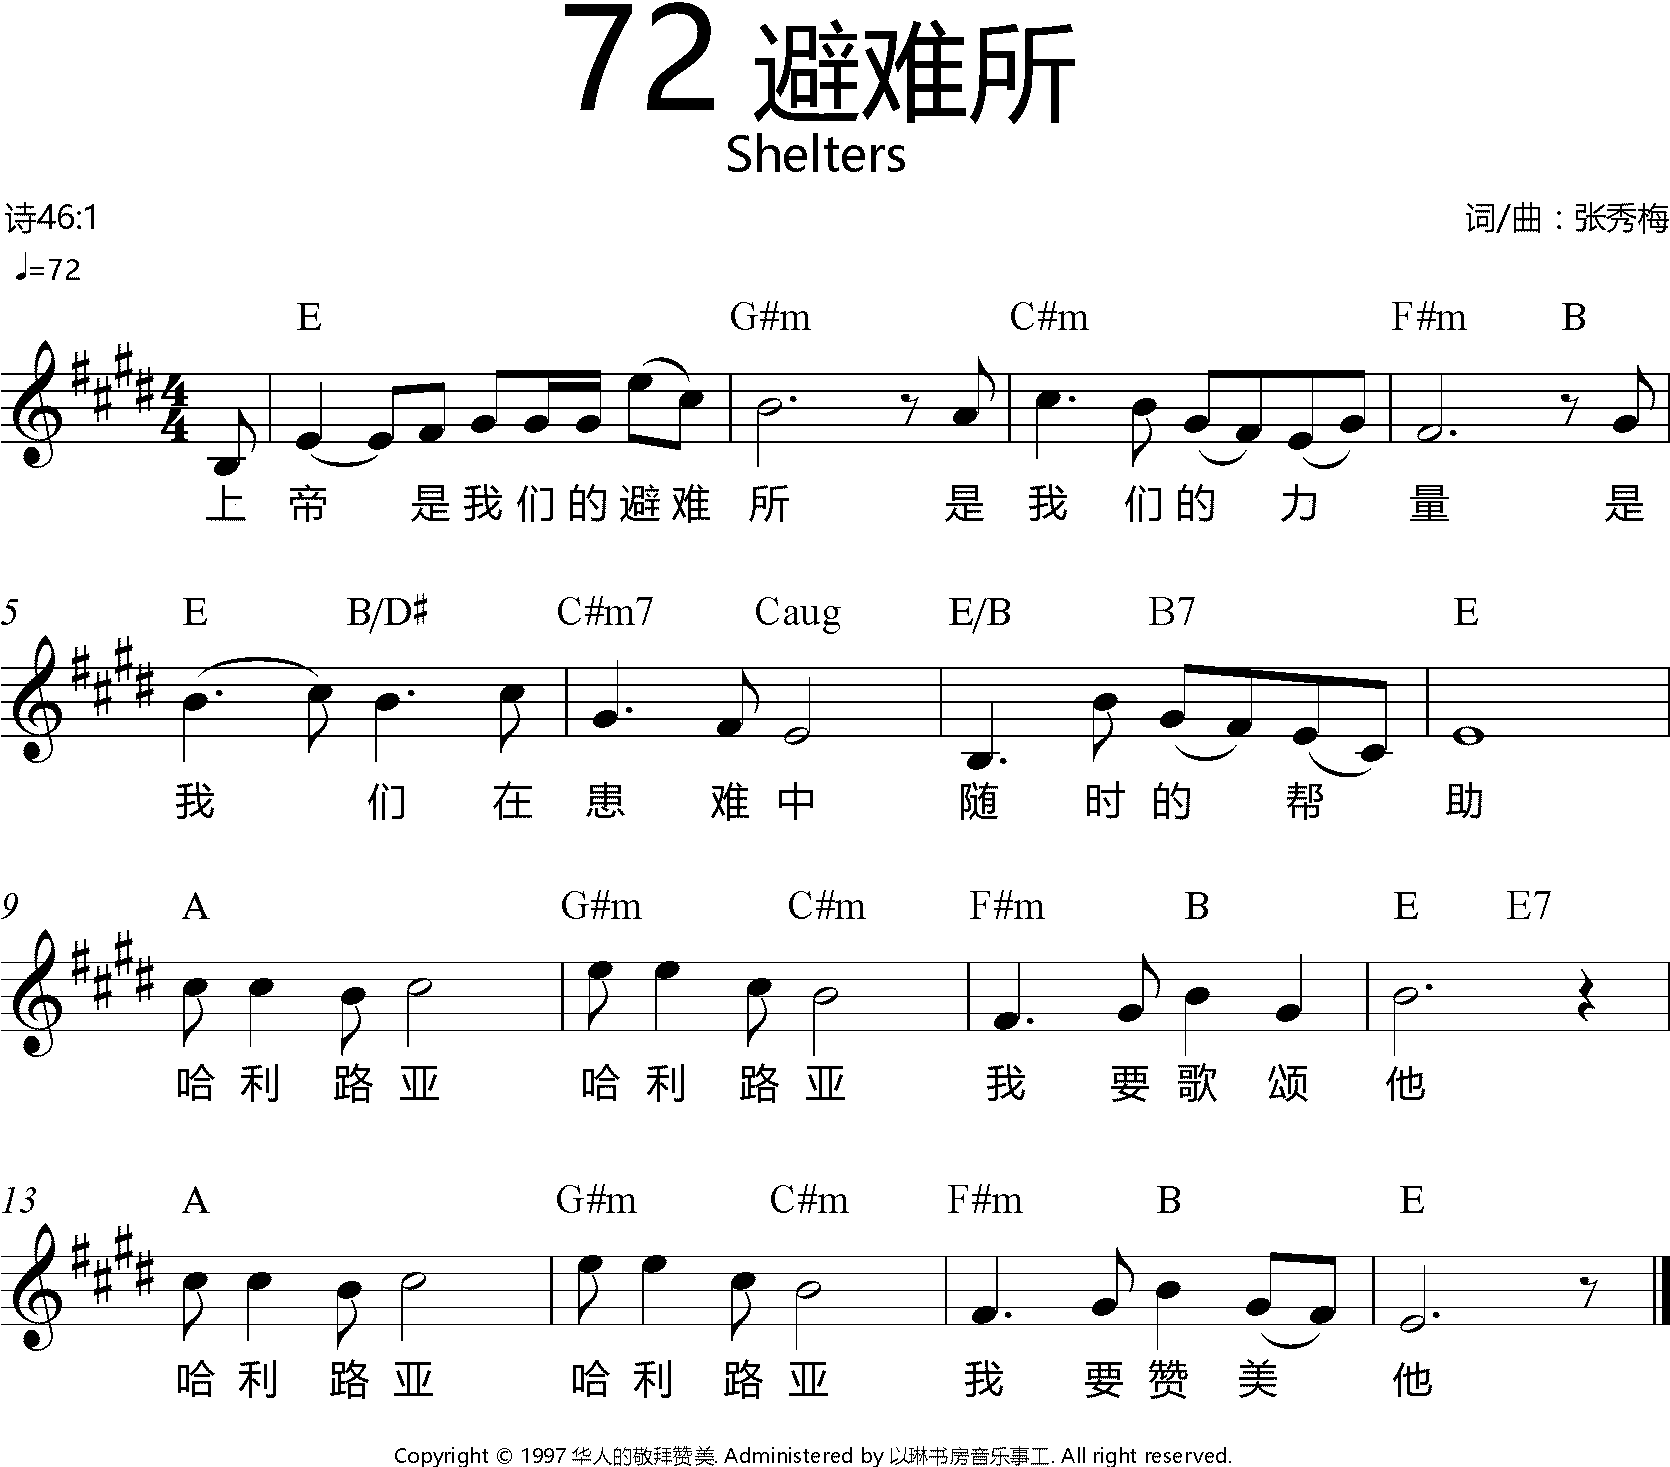 72 避难所
Shelters
诗46:1
词/曲：张秀梅
♩=72
E G#m C#m F#m B
4/4
上 帝 是 我 们 的 避 难 所 是 我 们 的 力 量 是
5 E B/D♯ C#m7 Caug E/B B7 E
我 们 在 患 难 中 随 时 的 帮 助
9 A G#m C#m F#m B E E7
哈 利 路 亚 哈 利 路 亚 我 要 歌 颂 他
13 A G#m C#m F#m B E
哈 利 路 亚 哈 利 路 亚 我 要 赞 美 他
Copyright © 1997 华人的敬拜赞美. Administered by 以琳书房音乐事工. All right reserved.